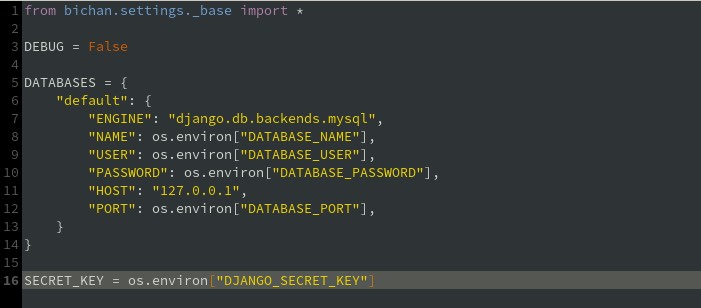 1 from bichan.settings._base import *
2
3 DEBUG = False
4
5 DATABASES = {
6     "default": {
7         "ENGINE": "django.db.backends.mysql",
8         "NAME": os.environ["DATABASE_NAME"],
9         "USER": os.environ["DATABASE_USER"],
10         "PASSWORD": os.environ["DATABASE_PASSWORD"],
11         "HOST": "127.0.0.1",
12         "PORT": os.environ["DATABASE_PORT"],
13     }
14 }
15
16 SECRET_KEY = os.environ["DJANGO_SECRET_KEY"]